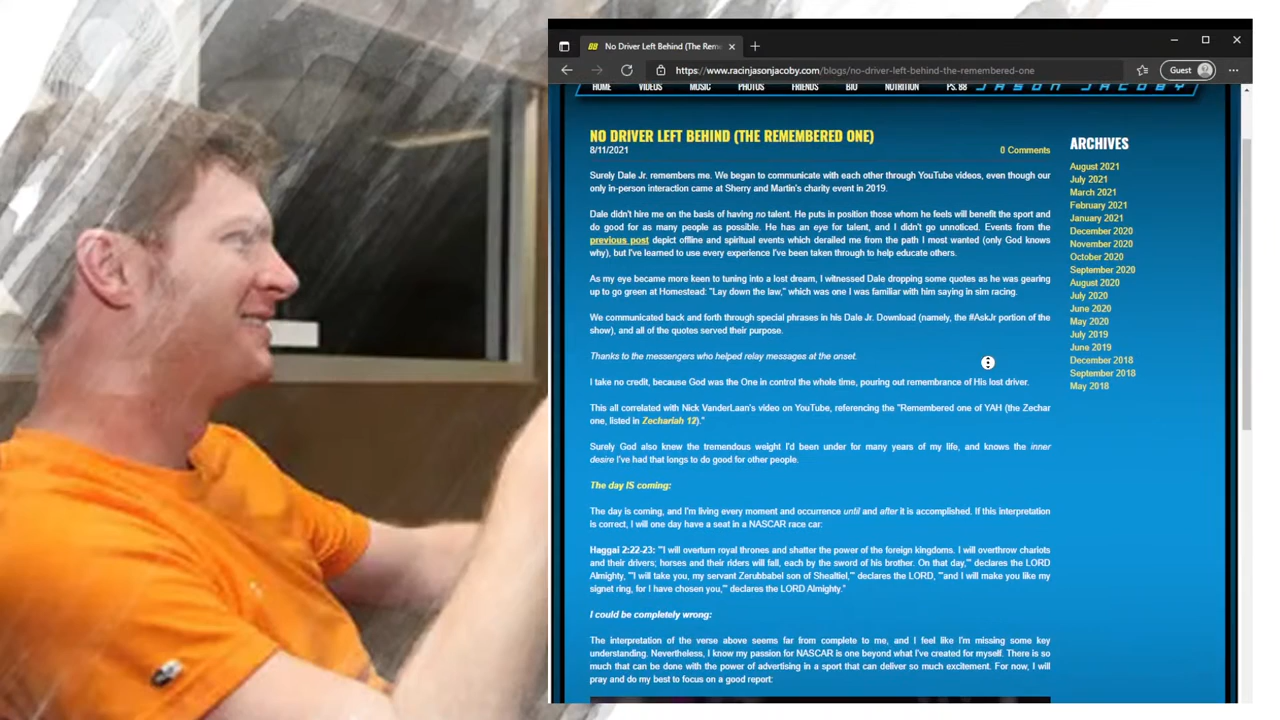 No Driver Left Behind (The Rem
https://www.racinjasonjacoby.com/blogs/no-driver-left-behind-the-remembered-one
Guest
HOME VIDEOS MUSIC PHOTOS FRIENDS BIO NUTRITION PS. 88 JASON JACOBY
NO DRIVER LEFT BEHIND (THE REMEMBERED ONE)
8/11/2021
0 Comments
Surely Dale Jr. remembers me. We began to communicate with each other through YouTube videos, even though our
only in-person interaction came at Sherry and Martin's charity event in 2019.
Dale didn't hire me on the basis of having no talent. He puts in position those whom he feels will benefit the sport and
do good for as many people as possible. He has an eye for talent, and I didn't go unnoticed. Events from the
previous post depict offline and spiritual events which derailed me from the path I most wanted (only God knows
why), but I've learned to use every experience I've been taken through to help educate others.
As my eye became more keen to tuning into a lost dream, I witnessed Dale dropping some quotes as he was gearing
up to go green at Homestead: "Lay down the law," which was one I was familiar with him saying in sim racing.
We communicated back and forth through special phrases in his Dale Jr. Download (namely, the #AskJr portion of the
show), and all of the quotes served their purpose.
Thanks to the messengers who helped relay messages at the onset.
I take no credit, because God was the One in control the whole time, pouring out remembrance of His lost driver.
This all correlated with Nick VanderLaan's video on YouTube, referencing the "Remembered one of YAH (the Zechar
one, listed in Zechariah 12)."
Surely God also knew the tremendous weight I'd been under for many years of my life, and knows the inner
desire I've had that longs to do good for other people.
The day IS coming:
The day is coming, and I'm living every moment and occurrence until and after it is accomplished. If this interpretation
is correct, I will one day have a seat in a NASCAR race car:
Haggai 2:22-23: "'I will overturn royal thrones and shatter the power of the foreign kingdoms. I will overthrow chariots
and their drivers; horses and their riders will fall, each by the sword of his brother. On that day,'" declares the LORD
Almighty, "'I will take you, my servant Zerubbabel son of Shealtiel,'" declares the LORD, "'and I will make you like my
signet ring, for I have chosen you,'" declares the LORD Almighty."
I could be completely wrong:
The interpretation of the verse above seems far from complete to me, and I feel like I'm missing some key
understanding. Nevertheless, I know my passion for NASCAR is one beyond what I've created for myself. There is so
much that can be done with the power of advertising in a sport that can deliver so much excitement. For now, I will
pray and do my best to focus on a good report:
ARCHIVES
August 2021
July 2021
March 2021
February 2021
January 2021
December 2020
November 2020
October 2020
September 2020
August 2020
July 2020
June 2020
May 2020
July 2019
June 2019
December 2018
September 2018
May 2018